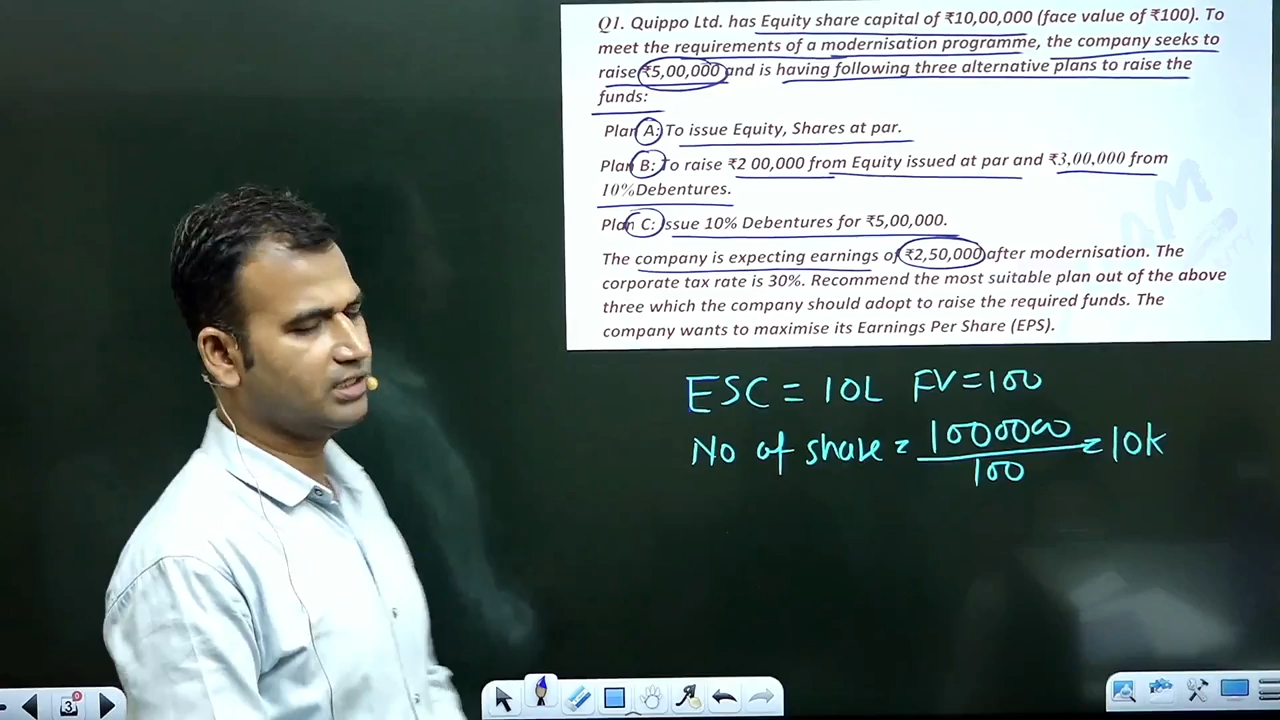 Q1. Quippo Ltd. has Equity share capital of ₹10,00,000 (face value of ₹100). To
meet the requirements of a modernisation programme, the company seeks to
raise ₹5,00,000 and is having following three alternative plans to raise the
funds:
Plan A: To issue Equity, Shares at par.
Plan B: To raise ₹2 00,000 from Equity issued at par and ₹3,00,000 from
10%Debentures.
Plan C: Issue 10% Debentures for ₹5,00,000.
The company is expecting earnings of ₹2,50,000 after modernisation. The
corporate tax rate is 30%. Recommend the most suitable plan out of the above
three which the company should adopt to raise the required funds. The
company wants to maximise its Earnings Per Share (EPS).
ESC = 10L FV=100
No of share = 1000000 = 10k
100
3
0